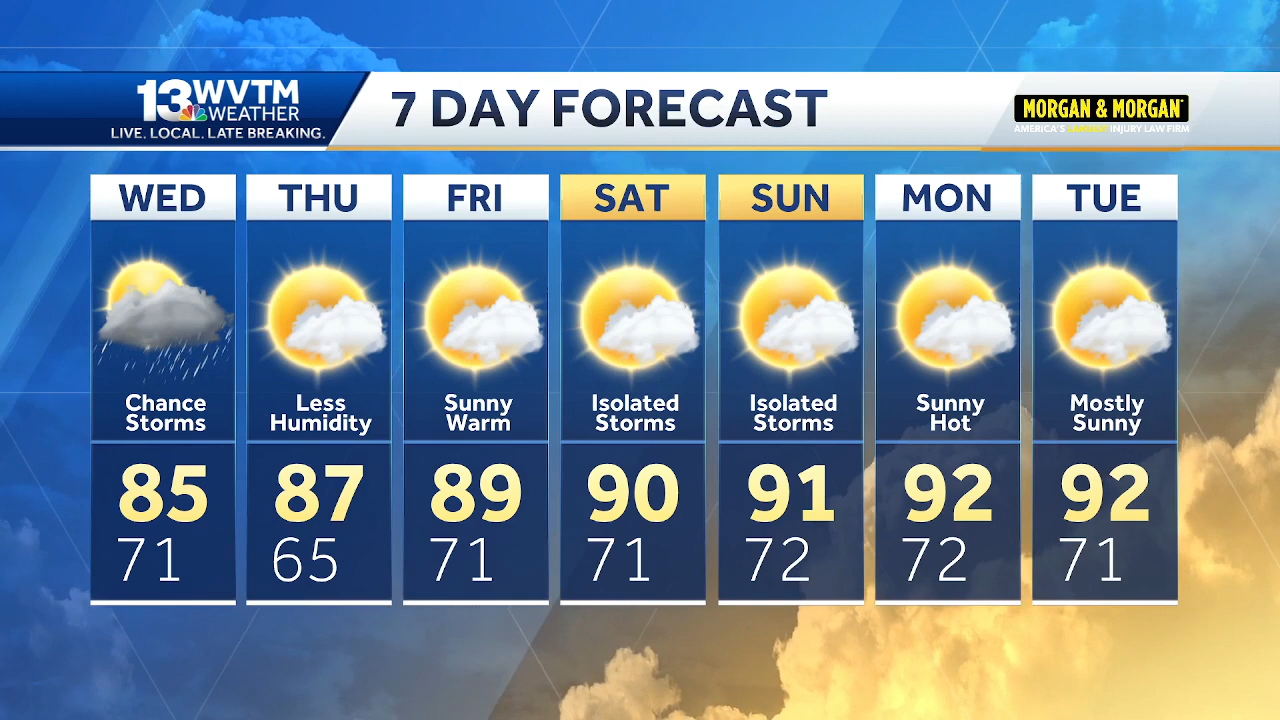 13 WVTM
WEATHER
LIVE. LOCAL. LATE BREAKING.
7 DAY FORECAST
MORGAN & MORGAN
AMERICA'S LARGEST INJURY LAW FIRM
WED
Chance
Storms
85
71
THU
Less
Humidity
87
65
FRI
Sunny
Warm
89
71
SAT
Isolated
Storms
90
71
SUN
Isolated
Storms
91
72
MON
Sunny
Hot
92
72
TUE
Mostly
Sunny
92
71